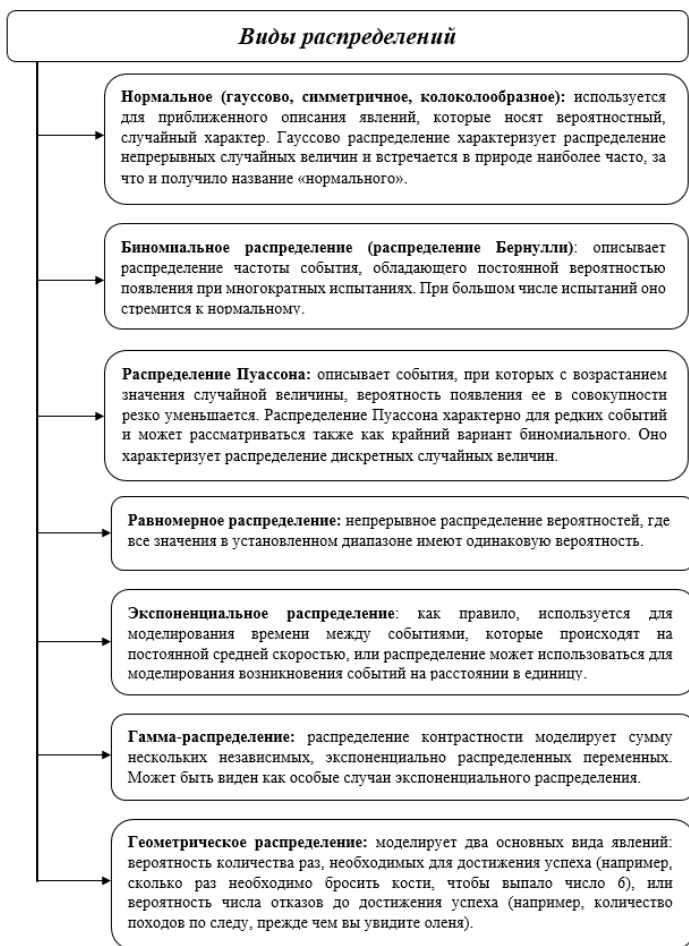 Виды распределений
Нормальное (гауссово, симметричное, колоколообразное): используется
для приближенного описания явлений, которые носят вероятностный,
случайный характер. Гауссово распределение характеризует распределение
непрерывных случайных величин и встречается в природе наиболее часто, за
что и получило название «нормального».
Биномиальное распределение (распределение Бернулли): описывает
распределение частоты события, обладающего постоянной вероятностью
появления при многократных испытаниях. При большом числе испытаний оно
стремится к нормальному.
Распределение Пуассона: описывает события, при которых с возрастанием
значения случайной величины, вероятность появления ее в совокупности
резко уменьшается. Распределение Пуассона характерно для редких событий
и может рассматриваться также как крайний вариант биномиального. Оно
характеризует распределение дискретных случайных величин.
Равномерное распределение: непрерывное распределение вероятностей, где
все значения в установленном диапазоне имеют одинаковую вероятность.
Экспоненциальное распределение: как правило, используется для
моделирования времени между событиями, которые происходят на
постоянной средней скоростью, или распределение может использоваться для
моделирования возникновения событий на расстоянии в единицу.
Гамма-распределение: распределение контрастности моделирует сумму
нескольких независимых, экспоненциально распределенных переменных.
Может быть виден как особые случаи экспоненциального распределения.
Геометрическое распределение: моделирует два основных вида явлений:
вероятность количества раз, необходимых для достижения успеха (например,
сколько раз необходимо бросить кости, чтобы выпало число 6), или
вероятность числа отказов до достижения успеха (например, количество
походов по следу, прежде чем вы увидите оленя).